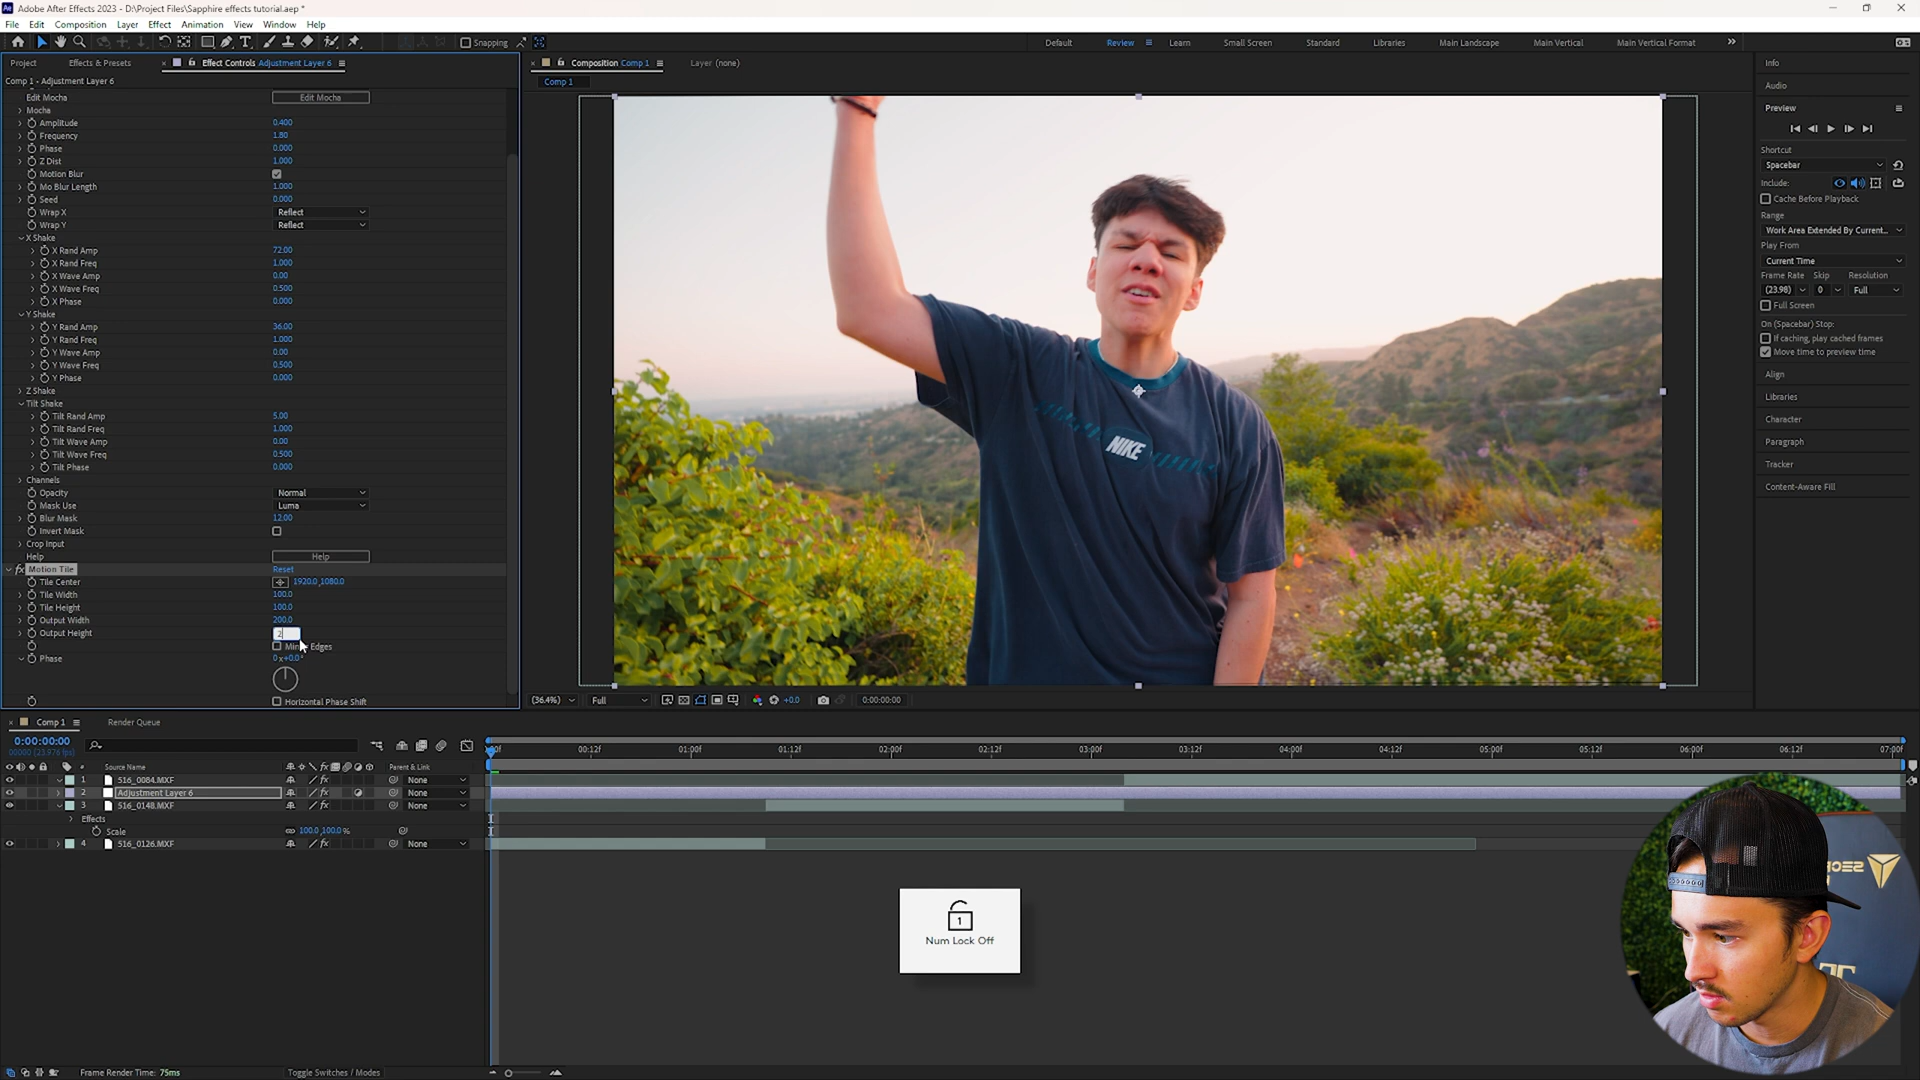 Adobe After Effects 2023 - D:\Project Files\Sapphire effects tutorial.aep *
File Edit Composition Layer Effect Animation View Window Help
Snapping
Default Review Learn Small Screen Standard Libraries Main Landscape Main Vertical Main Vertical Format
Project Effects & Presets Effect Controls Adjustment Layer 6
Comp 1 - Adjustment Layer 6
Edit Mocha Edit Mocha
Mocha
Amplitude 0.400
Frequency 1.80
Phase 0.000
Z Dist 1.000
Motion Blur
Mo Blur Length 1.000
Seed 0.000
Wrap X Reflect
Wrap Y Reflect
X Shake
X Rand Amp 72.00
X Rand Freq 1.000
X Wave Amp 0.00
X Wave Freq 0.500
X Phase 0.000
Y Shake
Y Rand Amp 36.00
Y Rand Freq 1.000
Y Wave Amp 0.00
Y Wave Freq 0.500
Y Phase 0.000
Z Shake
Tilt Shake
Tilt Rand Amp 5.00
Tilt Rand Freq 1.000
Tilt Wave Amp 0.00
Tilt Wave Freq 0.500
Tilt Phase 0.000
Channels
Opacity Normal
Mask Use Luma
Blur Mask 12.00
Invert Mask
Crop Input
Help Help
fx Motion Tile Reset
Tile Center 1920.0,1080.0
Tile Width 100.0
Tile Height 100.0
Output Width 200.0
Output Height 2
Edges
Phase 0x+0.0°
Horizontal Phase Shift
Composition Comp 1 Layer (none)
Comp 1
NIKE
(36.4%) Full +0.0 0:00:00:00
Info
Audio
Preview
Shortcut
Spacebar
Include:
Cache Before Playback
Range
Work Area Extended By Current...
Play From
Current Time
Frame Rate Skip Resolution
(23.98) 0 Full
Full Screen
On (Spacebar) Stop:
If caching, play cached frames
Move time to preview time
Align
Libraries
Character
Paragraph
Tracker
Content-Aware Fill
Comp 1 Render Queue
0:00:00:00
00000 (23.976 fps)
00:12f 01:00f 01:12f 02:00f 02:12f 03:00f 03:12f 04:00f 04:12f 05:00f 05:12f 06:00f 06:12f 07:00f
# Source Name Parent & Link
1 516_0084.MXF None
2 Adjustment Layer 6 None
3 516_0148.MXF None
Effects
Scale 100.0,100.0%
4 516_0126.MXF None
1
Num Lock Off
Frame Render Time: 75ms Toggle Switches / Modes